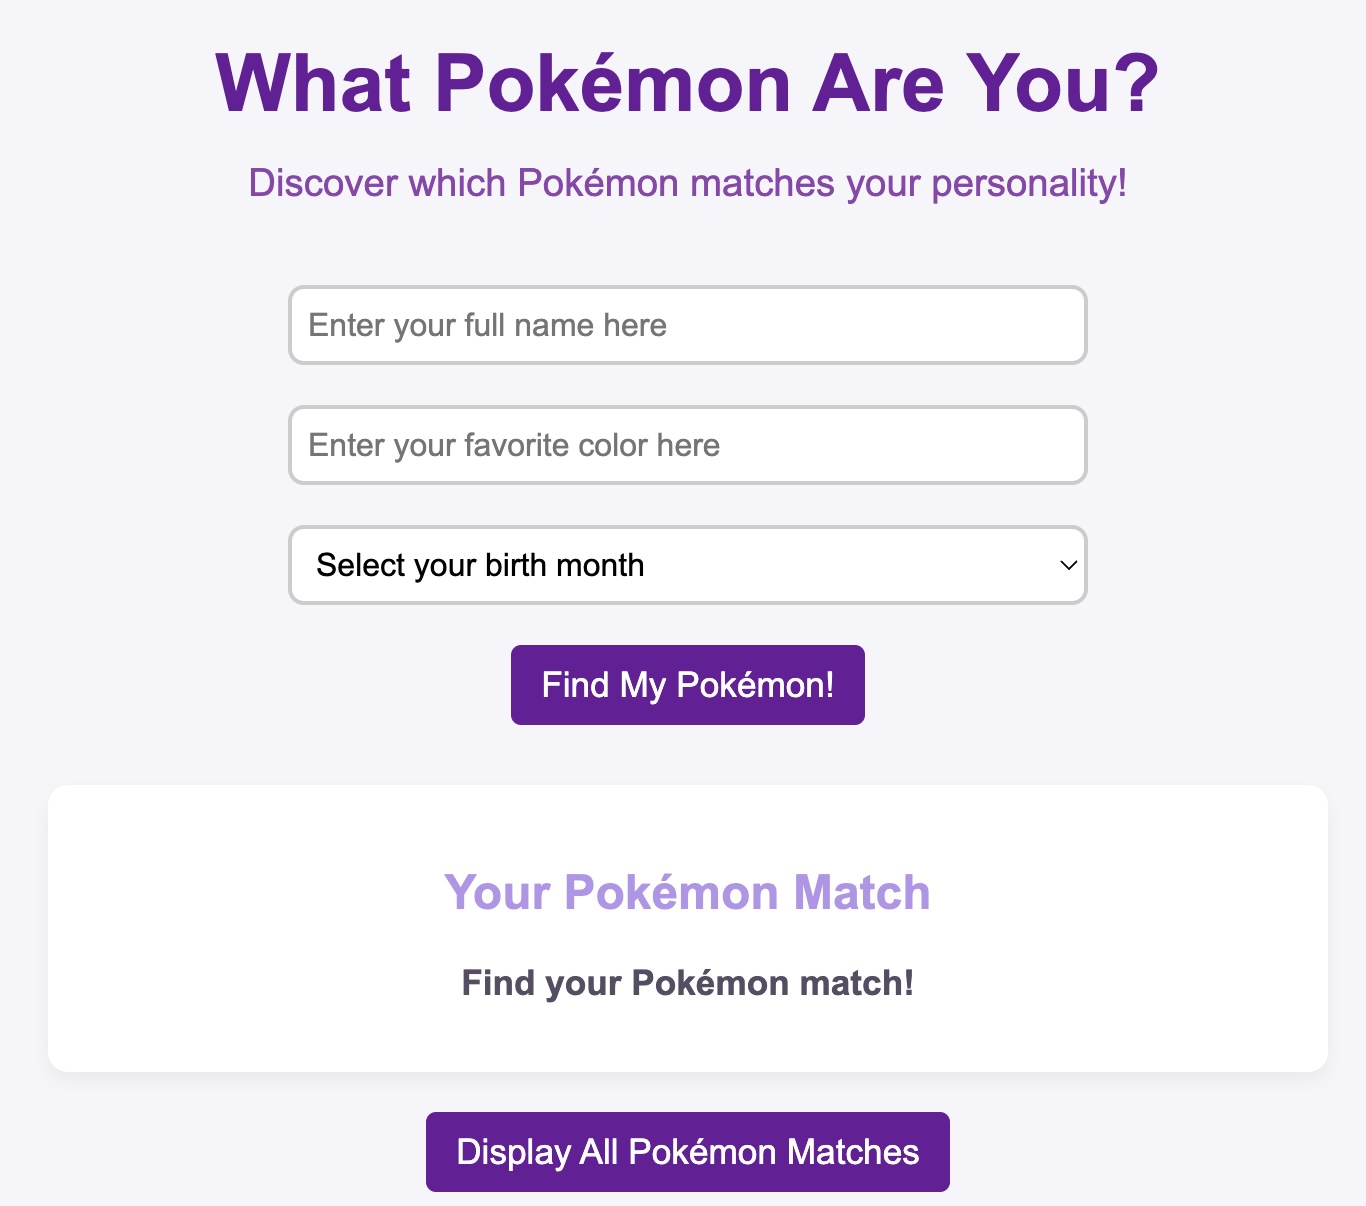 What Pokémon Are You?
Discover which Pokémon matches your personality!
Enter your full name here
Enter your favorite color here
Select your birth month
Find My Pokémon!
Your Pokémon Match
Find your Pokémon match!
Display All Pokémon Matches